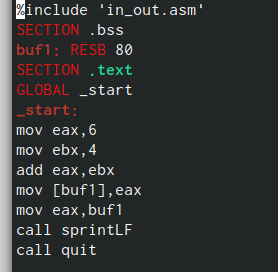 %include 'in_out.asm'
SECTION .bss
buf1: RESB 80
SECTION .text
GLOBAL _start
_start:
mov eax,6
mov ebx,4
add eax,ebx
mov [buf1],eax
mov eax,buf1
call sprintLF
call quit